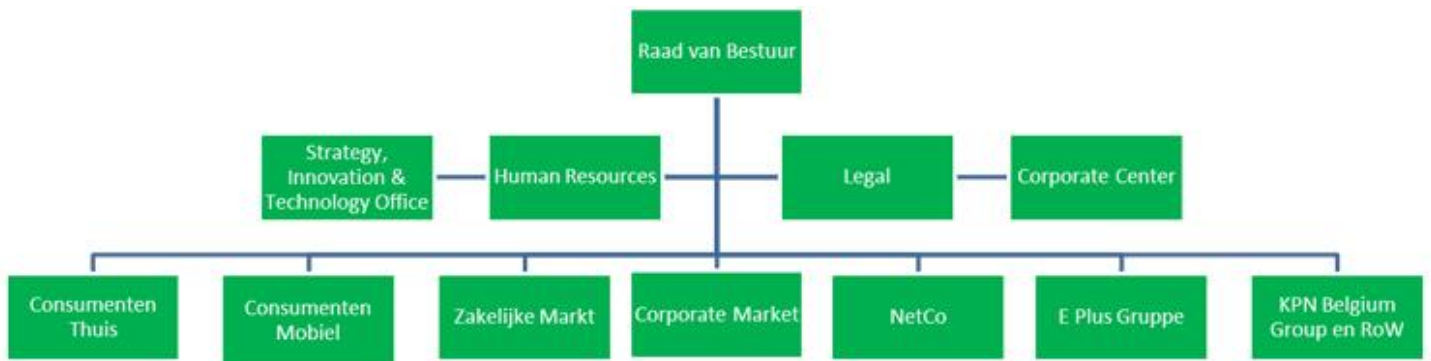 Raad van Bestuur
Strategy,
Innovation &
Technology Office
Human Resources
Legal
Corporate Center
Consumenten
Thuis
Consumenten
Mobiel
Zakelijke Markt
Corporate Market
NetCo
E Plus Gruppe
KPN Belgium
Group en RoW